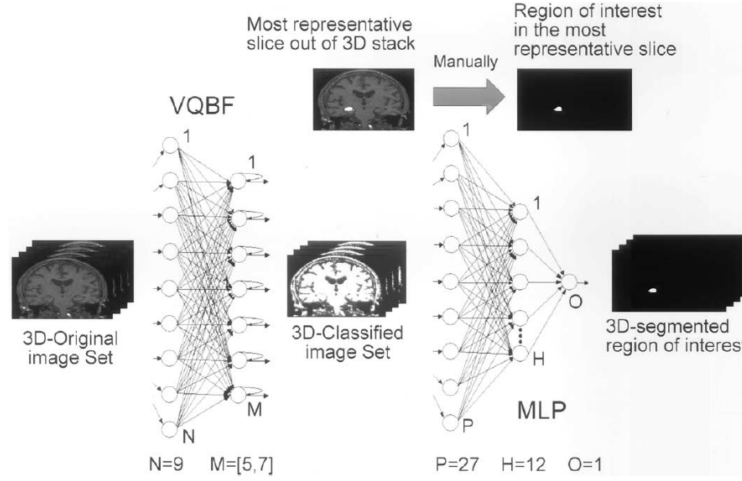 Most representative
slice out of 3D stack
Region of interest
in the most
representative slice
Manually
VQBF
1
1
1
1
3D-Original
image Set
3D-Classified
image Set
3D-segmented
region of interest
O
H
M
N
MLP
P
N=9 M=[5,7]
P=27 H=12 O=1